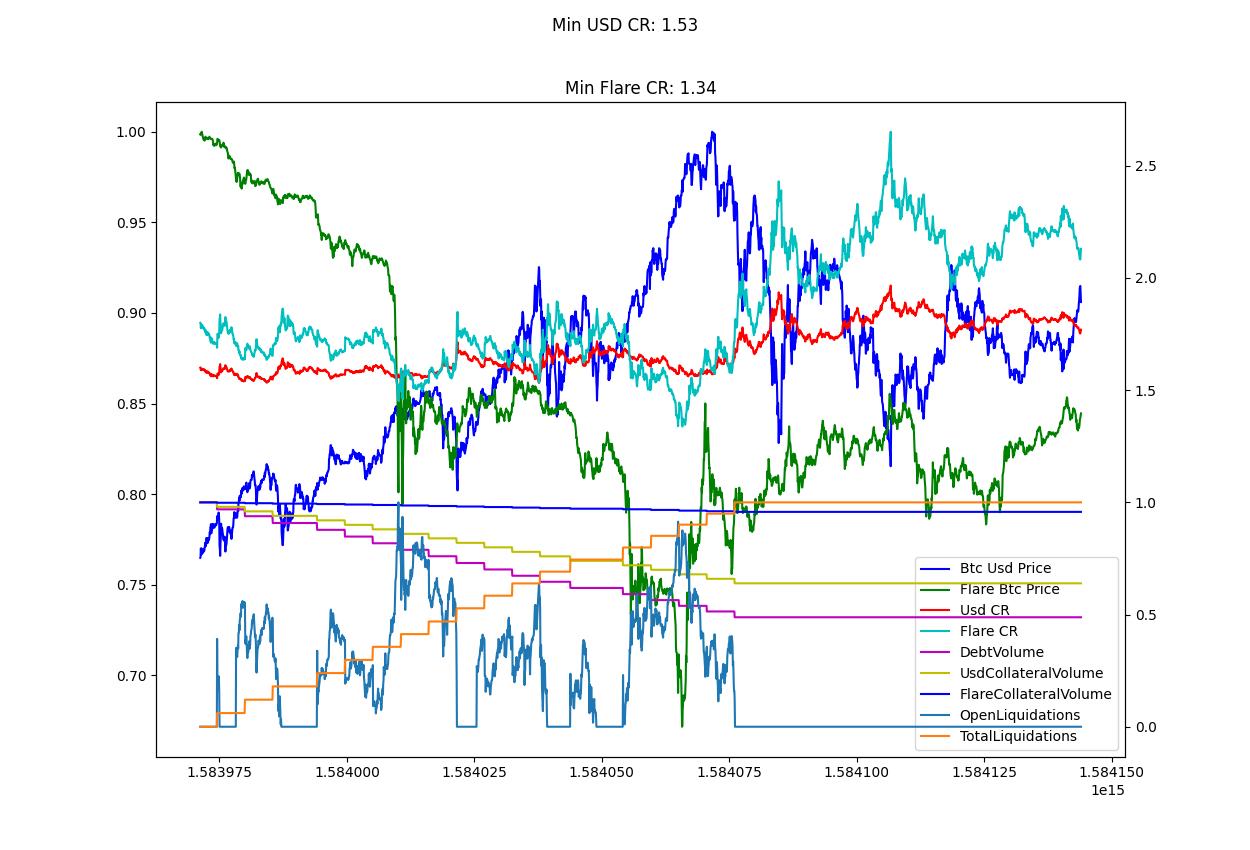 Min USD CR: 1.53
Min Flare CR: 1.34
1.00
0.95
0.90
0.85
0.80
0.75
0.70
2.5
2.0
1.5
1.0
0.5
0.0
Btc Usd Price
Flare Btc Price
Usd CR
Flare CR
DebtVolume
UsdCollateralVolume
FlareCollateralVolume
OpenLiquidations
TotalLiquidations
1.583975 1.584000 1.584025 1.584050 1.584075 1.584100 1.584125 1.584150
1e15